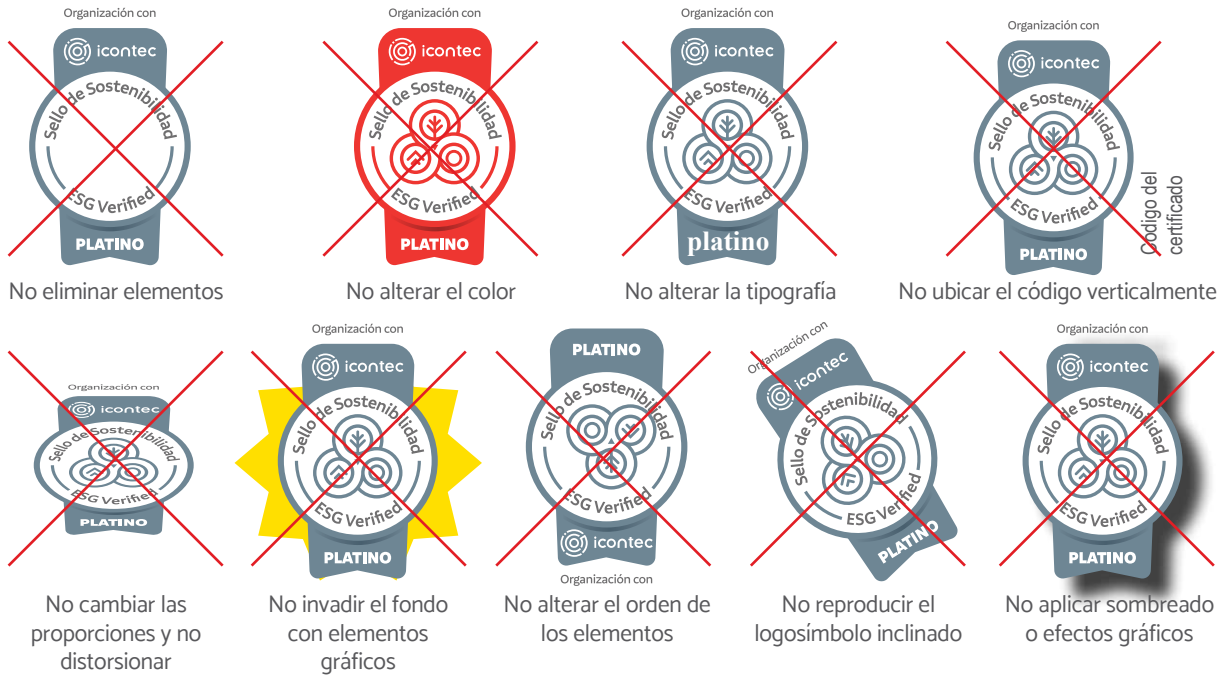 Organización con
icontec
Sello de Sostenibilidad
ESG Verified
PLATINO
No eliminar elementos
Organización con
icontec
Sello de Sostenibilidad
ESG Verified
PLATINO
No alterar el color
Organización con
icontec
Sello de Sostenibilidad
ESG Verified
platino
No alterar la tipografía
Organización con
icontec
Sello de Sostenibilidad
ESG Verified
PLATINO
Código del
certificado
No ubicar el código verticalmente
Organización con
icontec
Sello de Sostenibilidad
ESG Verified
PLATINO
No cambiar las
proporciones y no
distorsionar
Organización con
icontec
Sello de Sostenibilidad
ESG Verified
PLATINO
No invadir el fondo
con elementos
gráficos
PLATINO
Sello de Sostenibilidad
ESG Verified
icontec
Organización con
No alterar el orden de
los elementos
Organización con
icontec
Sello de Sostenibilidad
ESG Verified
PLATINO
No reproducir el
logosímbolo inclinado
Organización con
icontec
Sello de Sostenibilidad
ESG Verified
PLATINO
No aplicar sombreado
o efectos gráficos